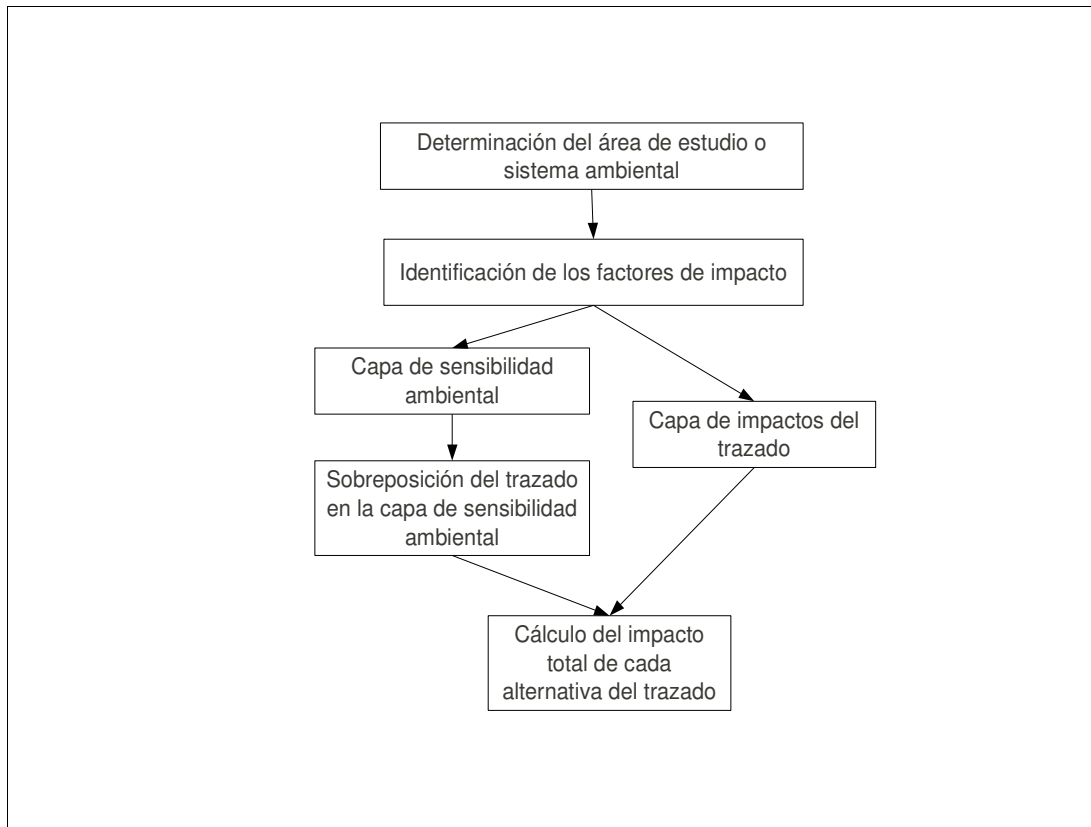 Determinación del área de estudio o
sistema ambiental
Identificación de los factores de impacto
Capa de sensibilidad
ambiental
Capa de impactos del
trazado
Sobreposición del trazado
en la capa de sensibilidad
ambiental
Cálculo del impacto
total de cada
alternativa del trazado